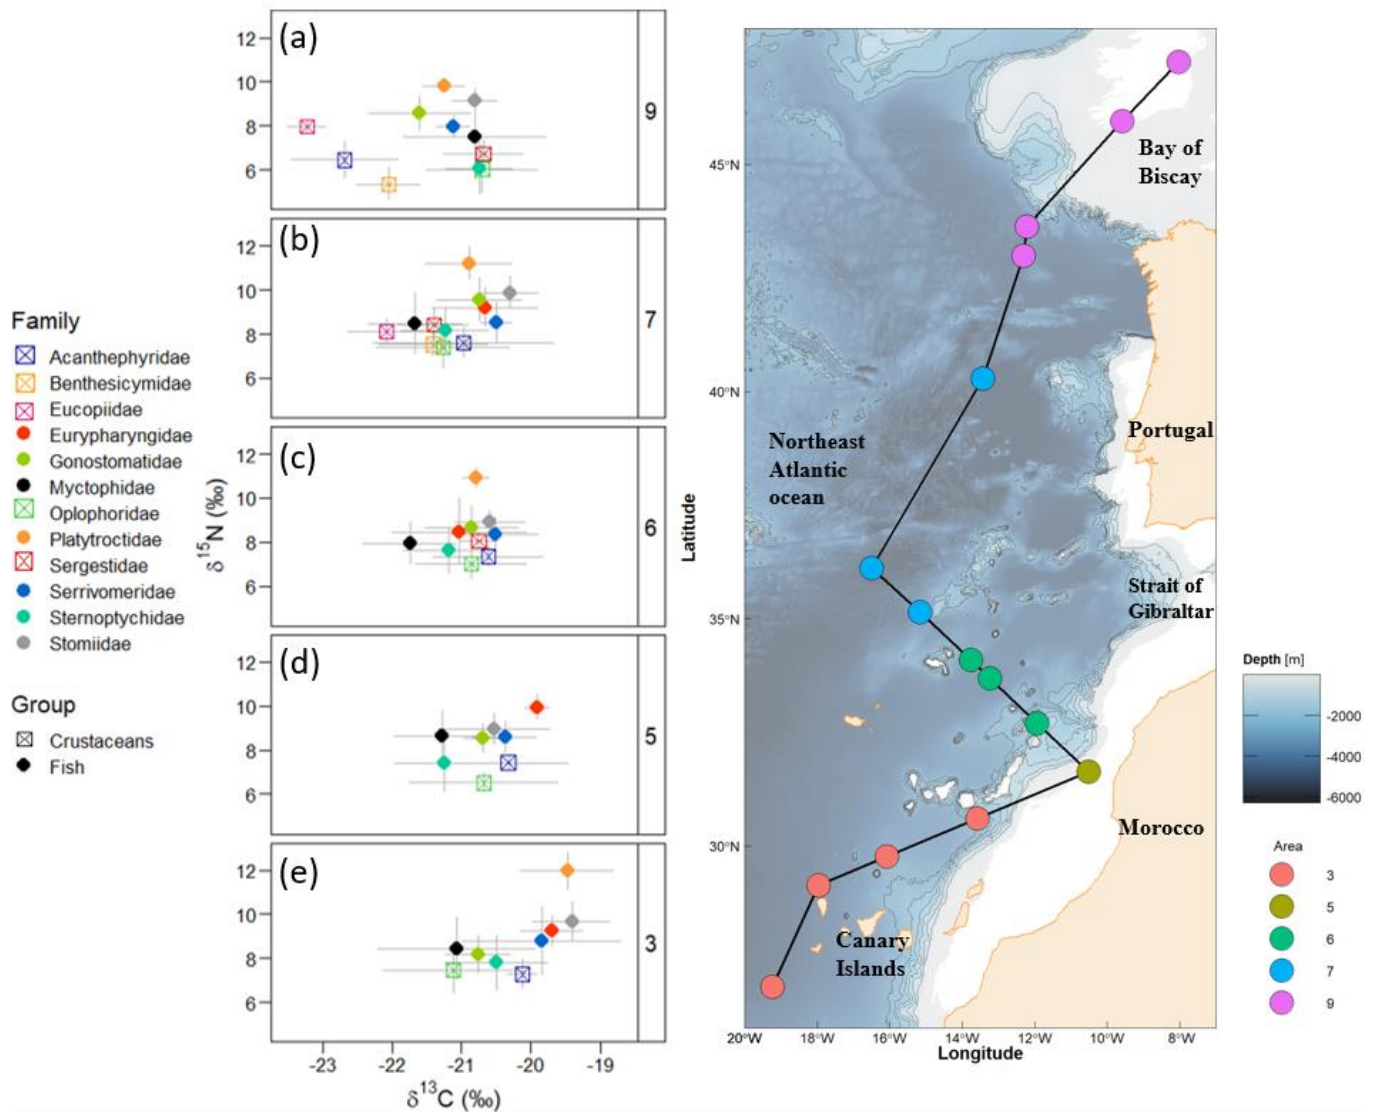 Family
Acanthephyridae
Benthesicymidae
Eucopiidae
Eurypharyngidae
Gonostomatidae
Myctophidae
Oplophoridae
Platytroctidae
Sergestidae
Serrivomeridae
Sternoptychidae
Stomiidae
Group
Crustaceans
Fish
δ15N (‰)
(a)
12
10
8
6
9
(b)
12
10
8
6
7
(c)
12
10
8
6
6
(d)
12
10
8
6
5
(e)
12
10
8
6
3
-23 -22 -21 -20 -19
δ13C (‰)
Latitude
45°N
40°N
35°N
30°N
Bay of
Biscay
Northeast
Atlantic
ocean
Portugal
Strait of
Gibraltar
Morocco
Canary
Islands
20°W 18°W 16°W 14°W 12°W 10°W 8°W
Longitude
Depth [m]
-2000
-4000
-6000
Area
3
5
6
7
9